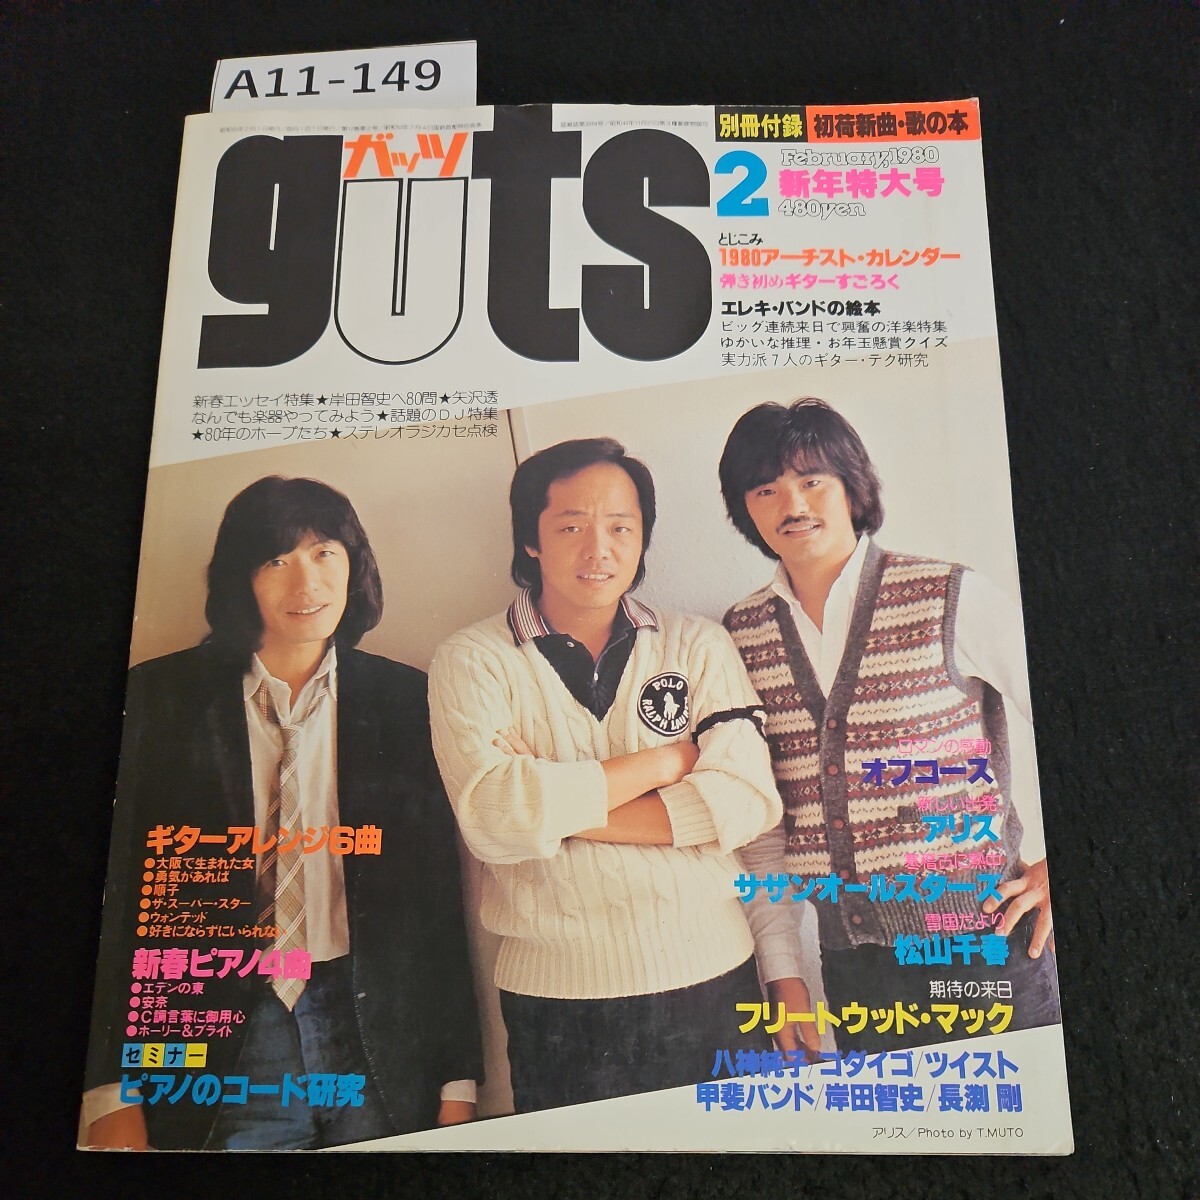 A11-149
別冊付録 初荷新曲・歌の本
ガッツ
guts
2
February,1980
新年特大号
480yen
とじこみ
1980アーチスト・カレンダー
弾き初めギターすごろく
エレキ・バンドの絵本
ビッグ連続来日で興奮の洋楽特集
ゆかいな推理・お年玉懸賞クイズ
実力派7人のギター・テク研究
新春エッセイ特集★岸田智史へ80問★矢沢透
なんでも楽器やってみよう★話題のDJ特集
★80年のホープたち★ステレオラジカセ点検
POLO
RALPH LAUREN
ロマンの感動
オフコース
新しい出発
アリス
サザンオールスターズ
雪国だより
松山千春
期待の来日
フリートウッド・マック
八神純子/ゴダイゴ/ツイスト
甲斐バンド/岸田智史/長渕 剛
ギターアレンジ6曲
●大阪で生まれた女
●勇気があれば
●順子
●ザ・スーパー・スター
●ウォンテッド
●好きにならずにいられない
新春ピアノ4曲
●エデンの東
●安奈
●C調言葉に御用心
●ホーリー&ブライト
セミナー
ピアノのコード研究
アリス/Photo by T.MUTO